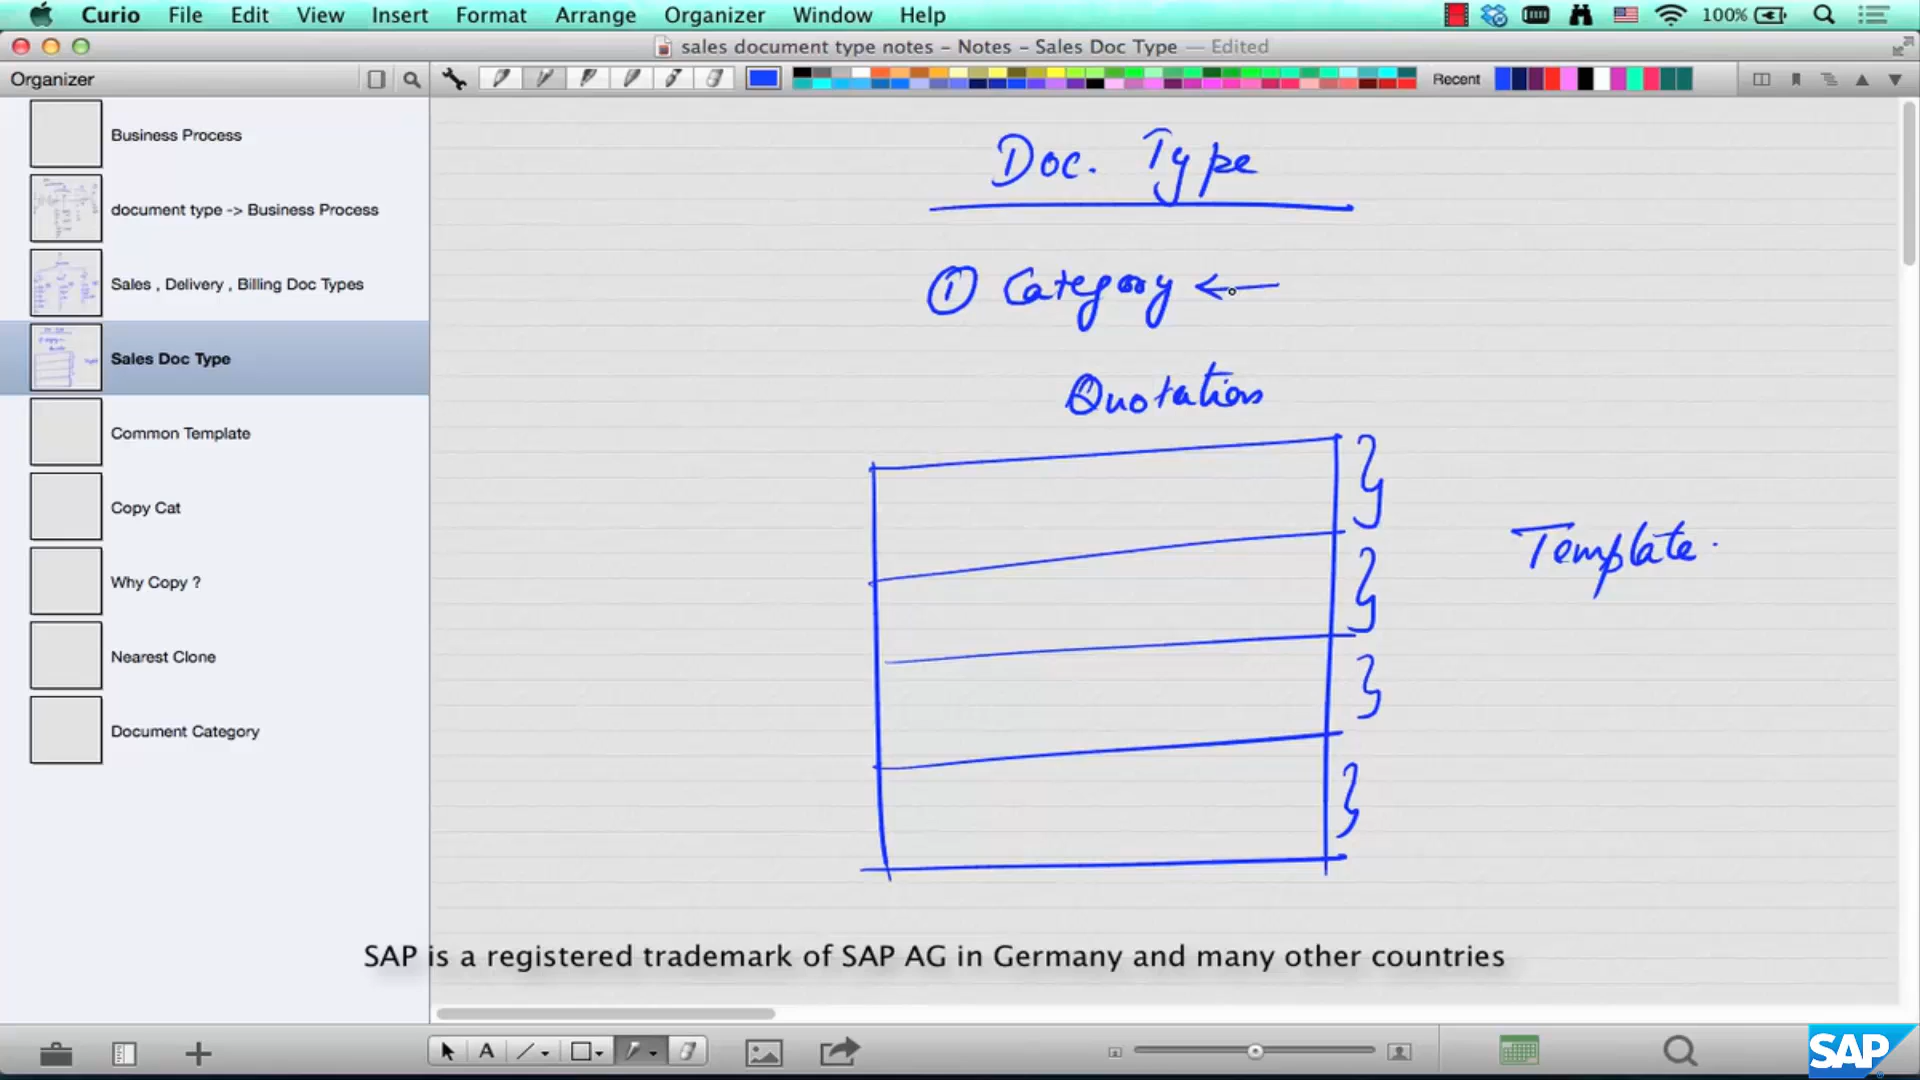 Curio File Edit View Insert Format Arrange Organizer Window Help 100%
sales document type notes – Notes – Sales Doc Type — Edited
Organizer
Recent
Business Process
document type -> Business Process
Sales , Delivery , Billing Doc Types
Sales Doc Type
Common Template
Copy Cat
Why Copy ?
Nearest Clone
Document Category
Doc. Type
① Category ←
Quotation
Template.
SAP is a registered trademark of SAP AG in Germany and many other countries
A
SAP